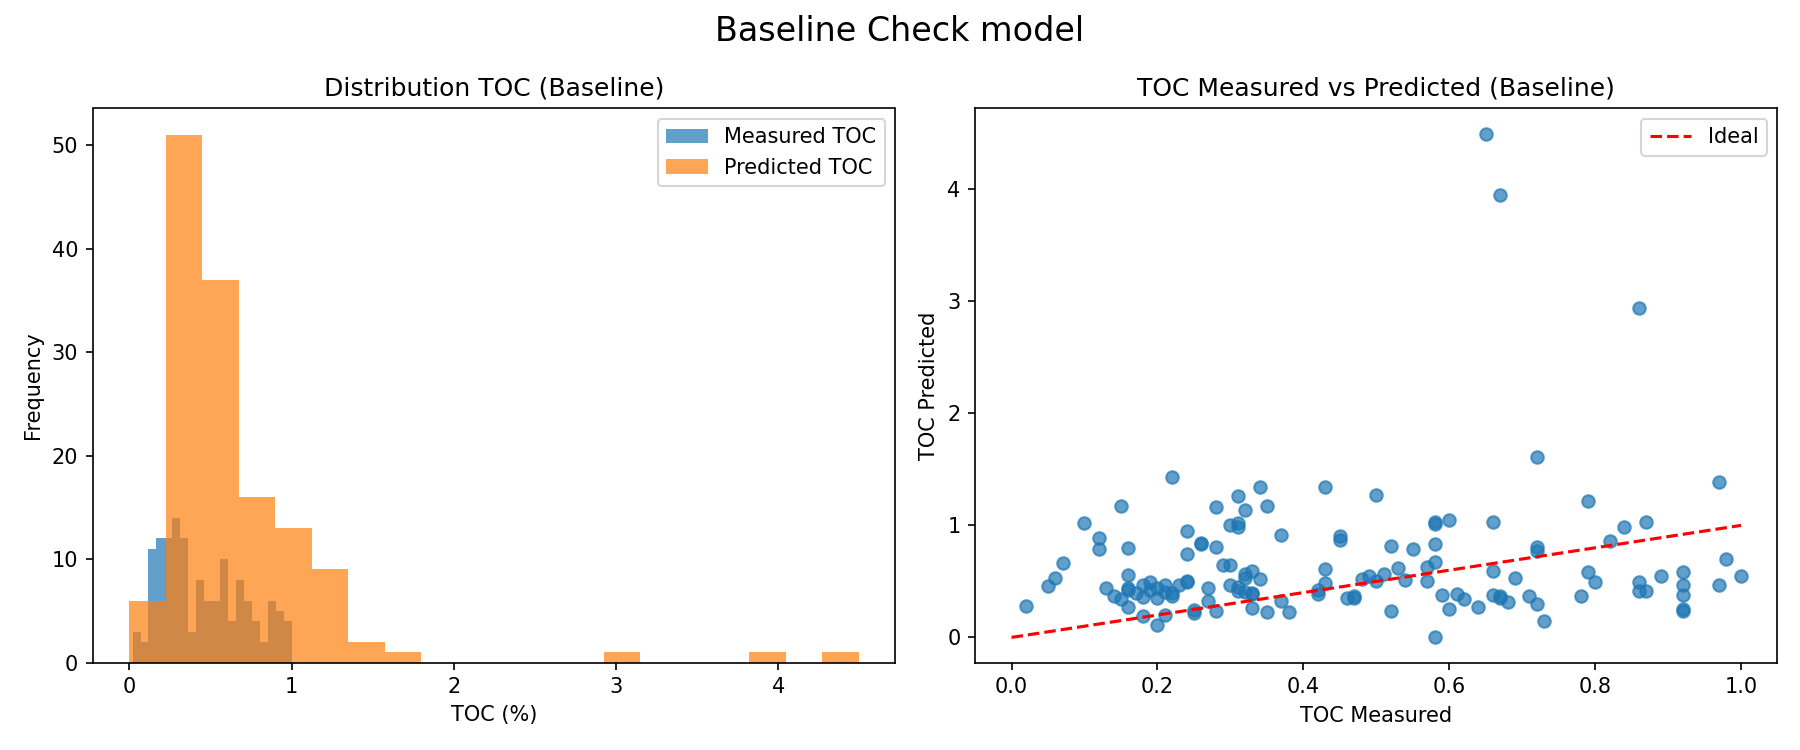 Baseline Check model
Distribution TOC (Baseline)
Measured TOC
Predicted TOC
50
40
30
20
10
0
Frequency
0 1 2 3 4
TOC (%)
TOC Measured vs Predicted (Baseline)
Ideal
4
3
2
1
0
TOC Predicted
0.0 0.2 0.4 0.6 0.8 1.0
TOC Measured